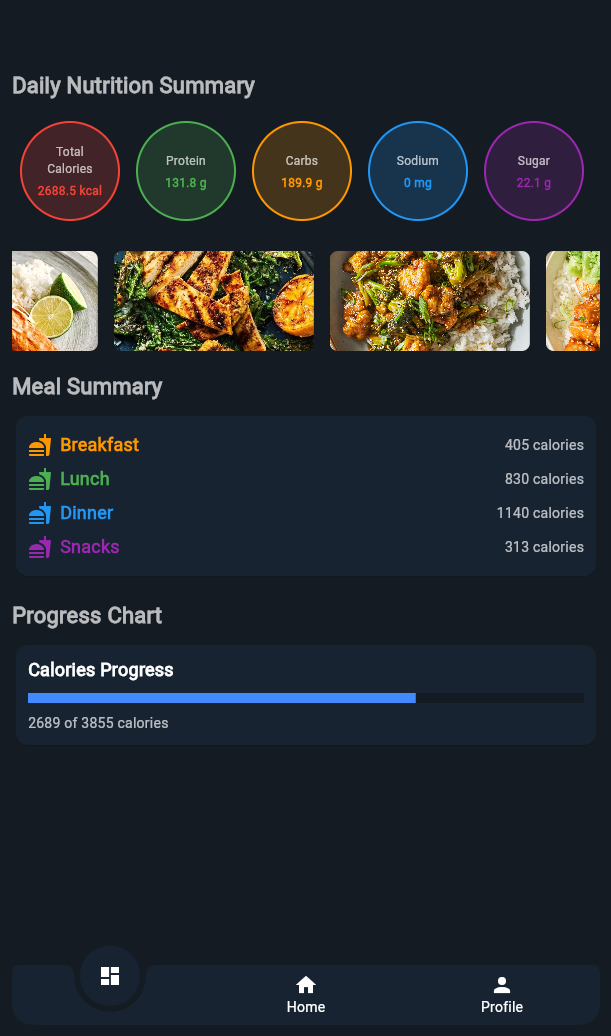 Daily Nutrition Summary
Total
Calories
2688.5 kcal
Protein
131.8 g
Carbs
189.9 g
Sodium
0 mg
Sugar
22.1 g
Meal Summary
Breakfast 405 calories
Lunch 830 calories
Dinner 1140 calories
Snacks 313 calories
Progress Chart
Calories Progress
2689 of 3855 calories
Home Profile